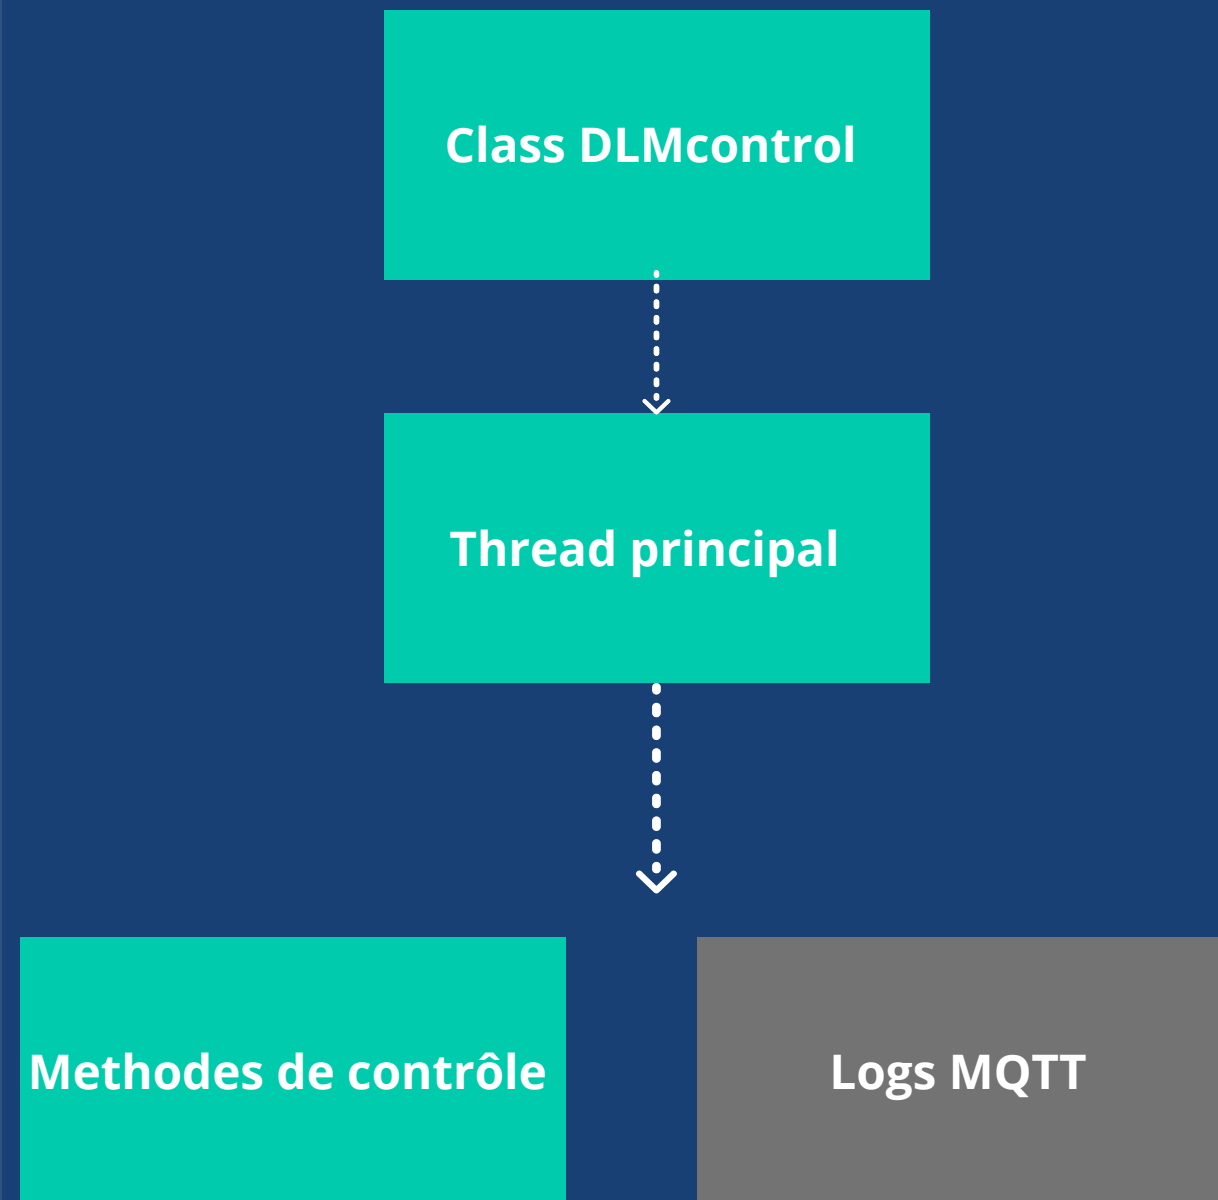 Class DLMcontrol
Thread principal
Methodes de contrôle
Logs MQTT